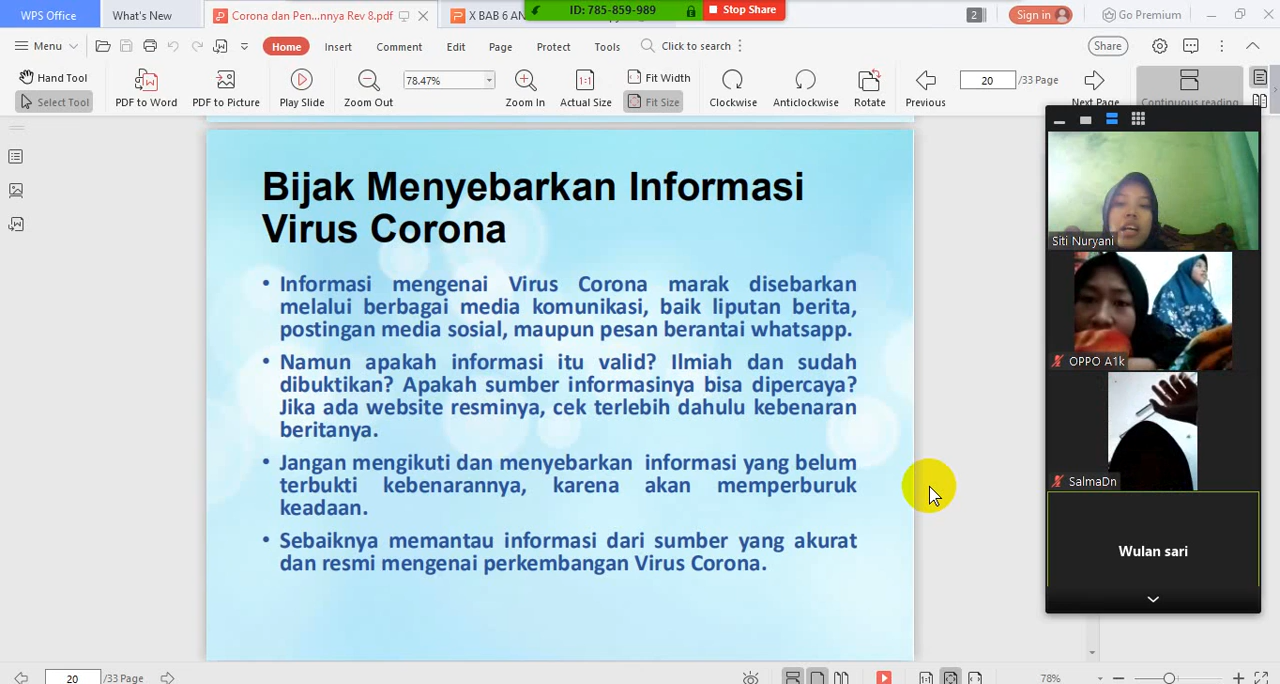 WPS Office
What's New
Corona dan Pen...nnya Rev 8.pdf
X BAB 6 AN
ID: 785-859-989
Stop Share
2
Sign in
Go Premium
Menu
Home
Insert
Comment
Edit
Page
Protect
Tools
Click to search
Share
Hand Tool
Select Tool
PDF to Word
PDF to Picture
Play Slide
Zoom Out
78.47%
Zoom In
1:1
Actual Size
Fit Width
Fit Size
Clockwise
Anticlockwise
Rotate
Previous
20
/33 Page
Next Page
Continuous reading
Bijak Menyebarkan Informasi
Virus Corona
• Informasi mengenai Virus Corona marak disebarkan
melalui berbagai media komunikasi, baik liputan berita,
postingan media sosial, maupun pesan berantai whatsapp.
• Namun apakah informasi itu valid? Ilmiah dan sudah
dibuktikan? Apakah sumber informasinya bisa dipercaya?
Jika ada website resminya, cek terlebih dahulu kebenaran
beritanya.
• Jangan mengikuti dan menyebarkan informasi yang belum
terbukti kebenarannya, karena akan memperburuk
keadaan.
• Sebaiknya memantau informasi dari sumber yang akurat
dan resmi mengenai perkembangan Virus Corona.
Siti Nuryani
OPPO A1k
SalmaDn
Wulan sari
20
/33 Page
78%